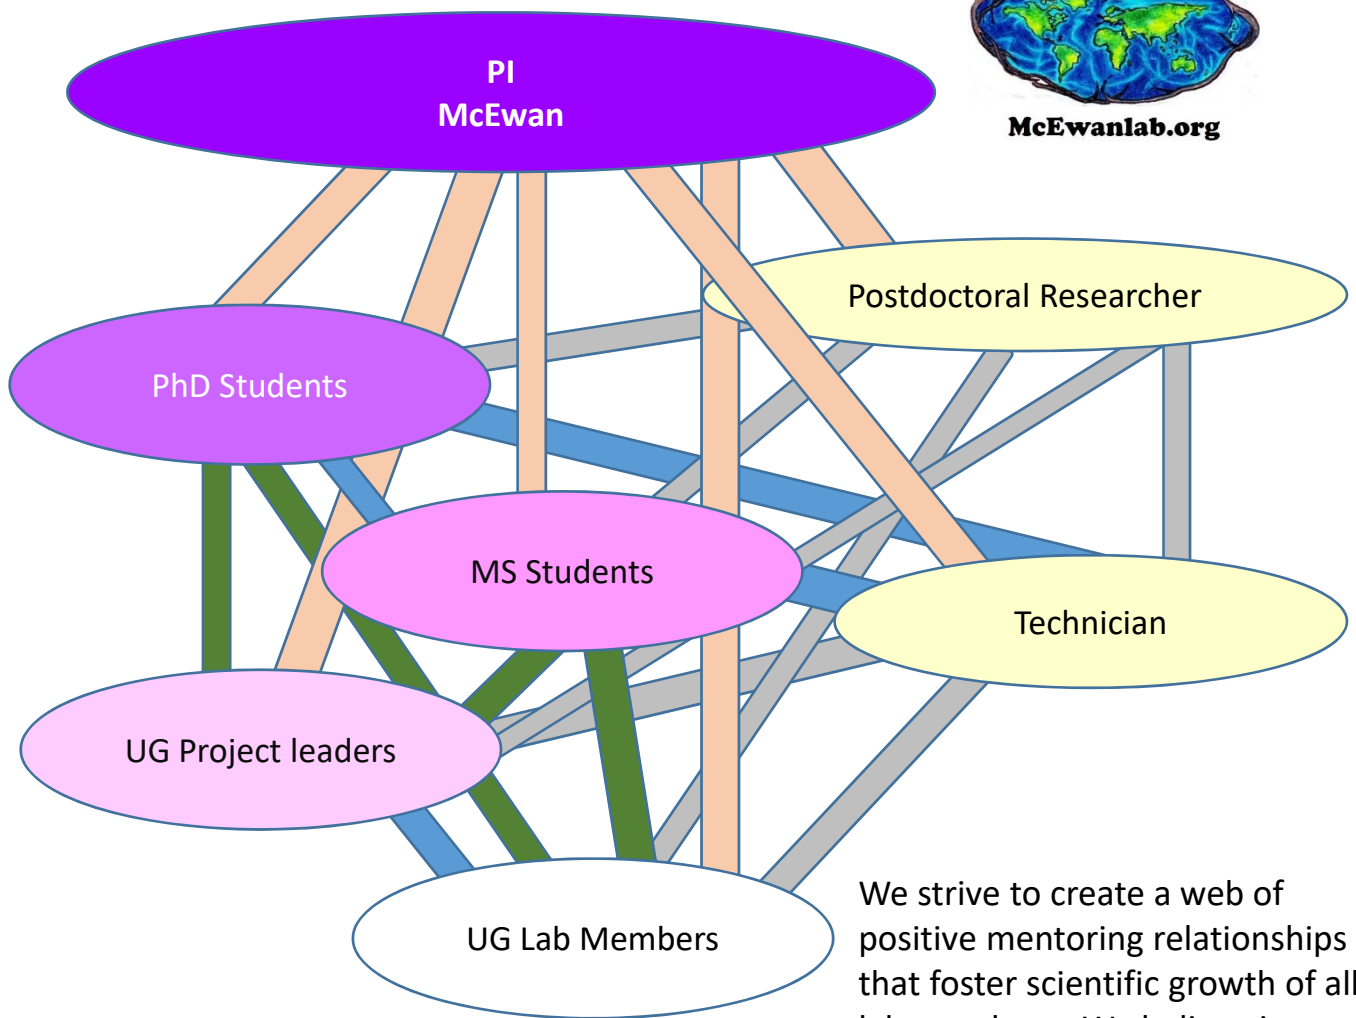 PI
McEwan
McEwanlab.org
Postdoctoral Researcher
PhD Students
MS Students
Technician
UG Project leaders
UG Lab Members
We strive to create a web of
positive mentoring relationships
that foster scientific growth of all